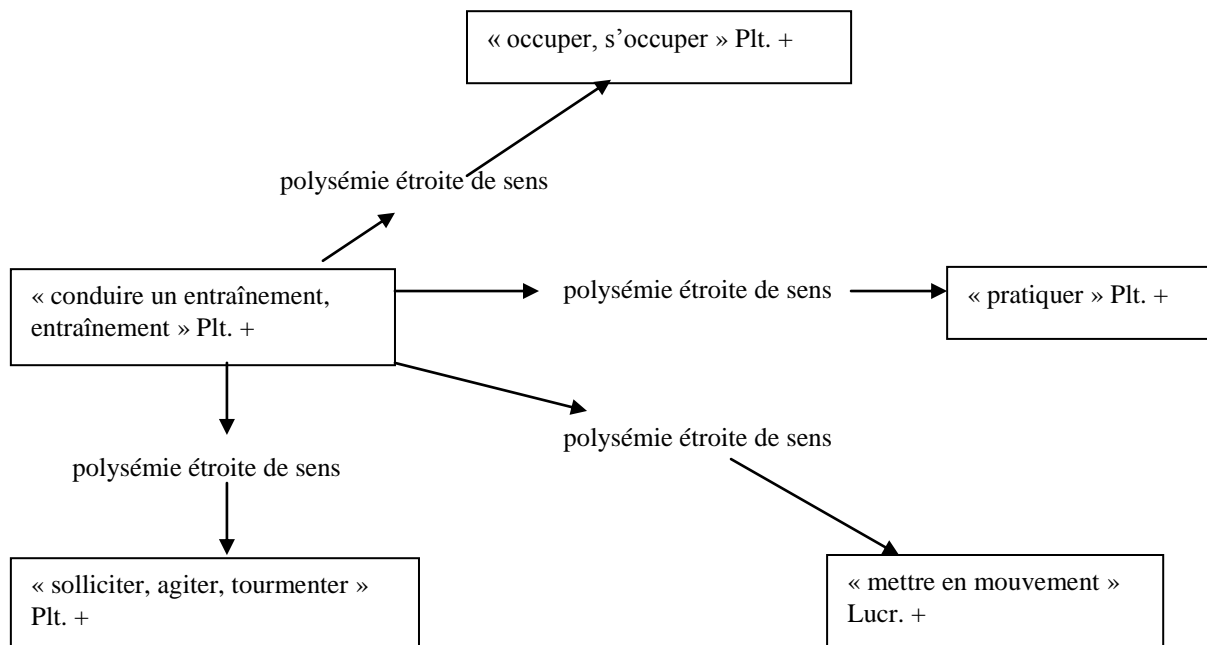 « occuper, s’occuper » Plt. +
polysémie étroite de sens
« conduire un entraînement,
entraînement » Plt. +
polysémie étroite de sens
« pratiquer » Plt. +
polysémie étroite de sens
polysémie étroite de sens
« solliciter, agiter, tourmenter »
Plt. +
« mettre en mouvement »
Lucr. +